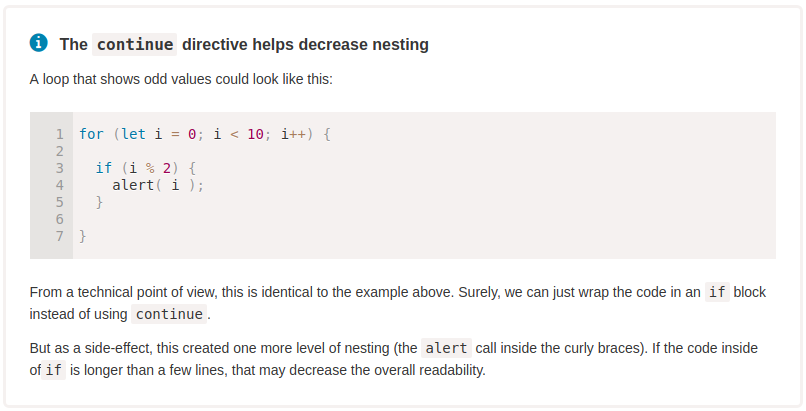 The continue directive helps decrease nesting
A loop that shows odd values could look like this:
1 for (let i = 0; i < 10; i++) {
2
3   if (i % 2) {
4     alert( i );
5   }
6
7 }
From a technical point of view, this is identical to the example above. Surely, we can just wrap the code in an if block
instead of using continue.
But as a side-effect, this created one more level of nesting (the alert call inside the curly braces). If the code inside
of if is longer than a few lines, that may decrease the overall readability.